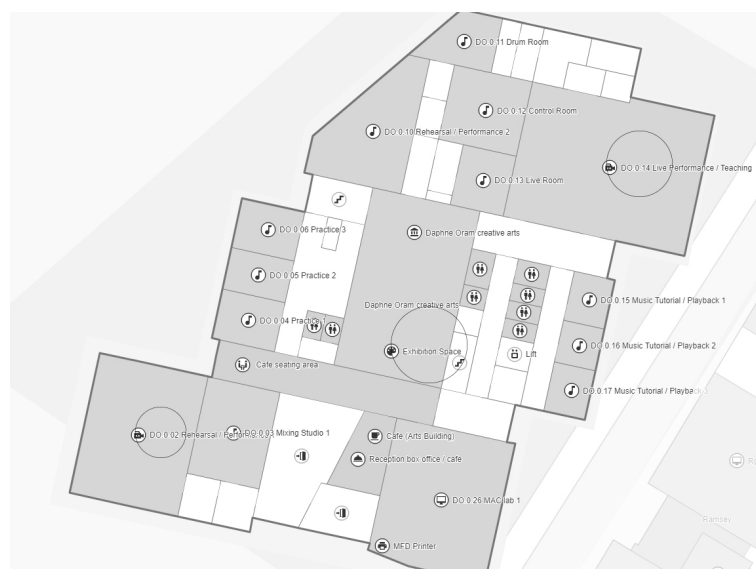 DO 0.11 Drum Room
DO 0.12 Control Room
DO 0.10 Rehearsal / Performance 2
DO 0.14 Live Performance / Teaching
DO 0.13 Live Room
DO 0.06 Practice 3
Daphne Oram creative arts
DO 0.05 Practice 2
DO 0.15 Music Tutorial / Playback 1
Daphne Oram creative arts
DO 0.04 Practice
DO 0.16 Music Tutorial / Playback 2
Exhibition Space
Lift
Cafe seating area
DO 0.17 Music Tutorial / Playback 3
DO 0.02 Rehearsal /
DO 0.03 Mixing Studio 1
Cafe (Arts Building)
Reception box office / cafe
DO 0.26 MAC lab 1
Ramsey
MFD Printer